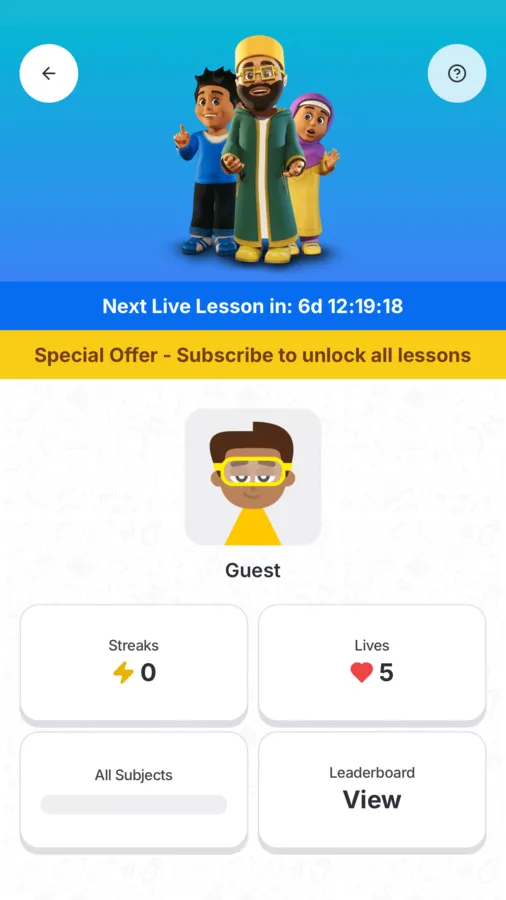 Next Live Lesson in: 6d 12:19:18
Special Offer - Subscribe to unlock all lessons
Guest
Streaks
0
Lives
5
All Subjects
Leaderboard
View